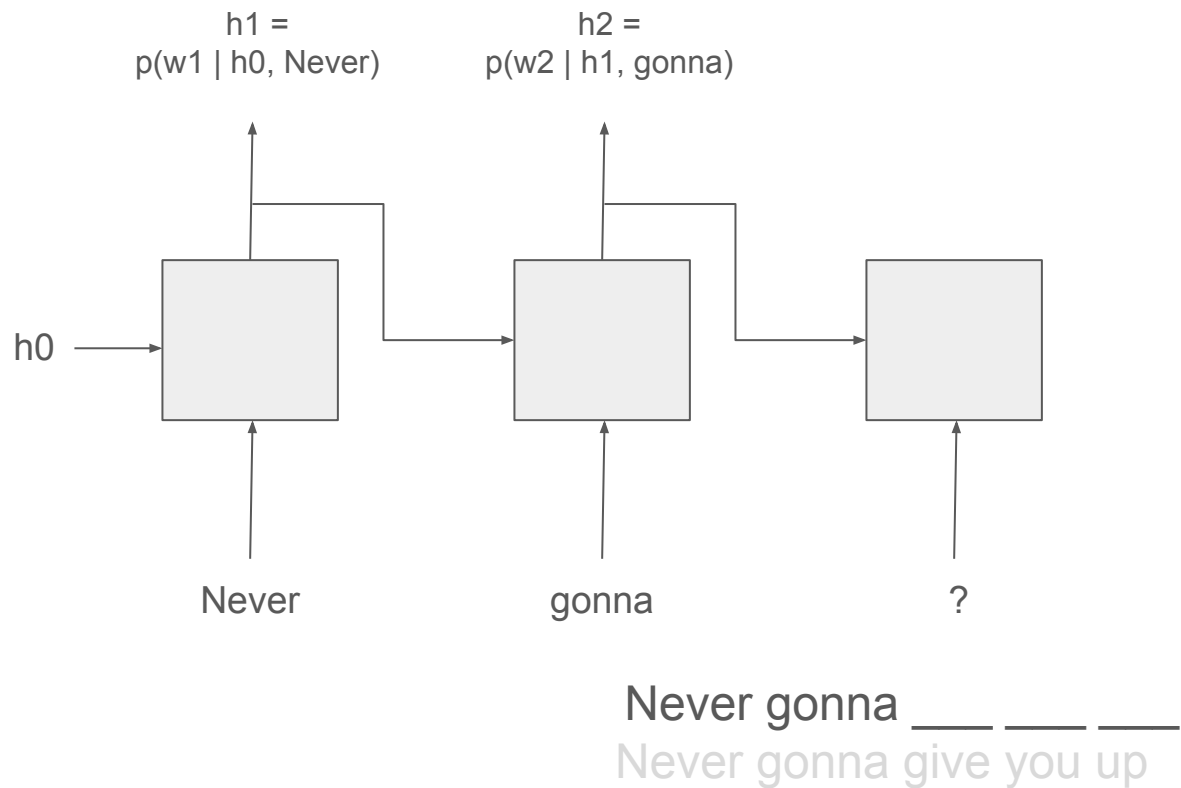 h1 =
p(w1 | h0, Never)
h2 =
p(w2 | h1, gonna)
h0
Never
gonna
?
Never gonna ___ ___ ___
Never gonna give you up